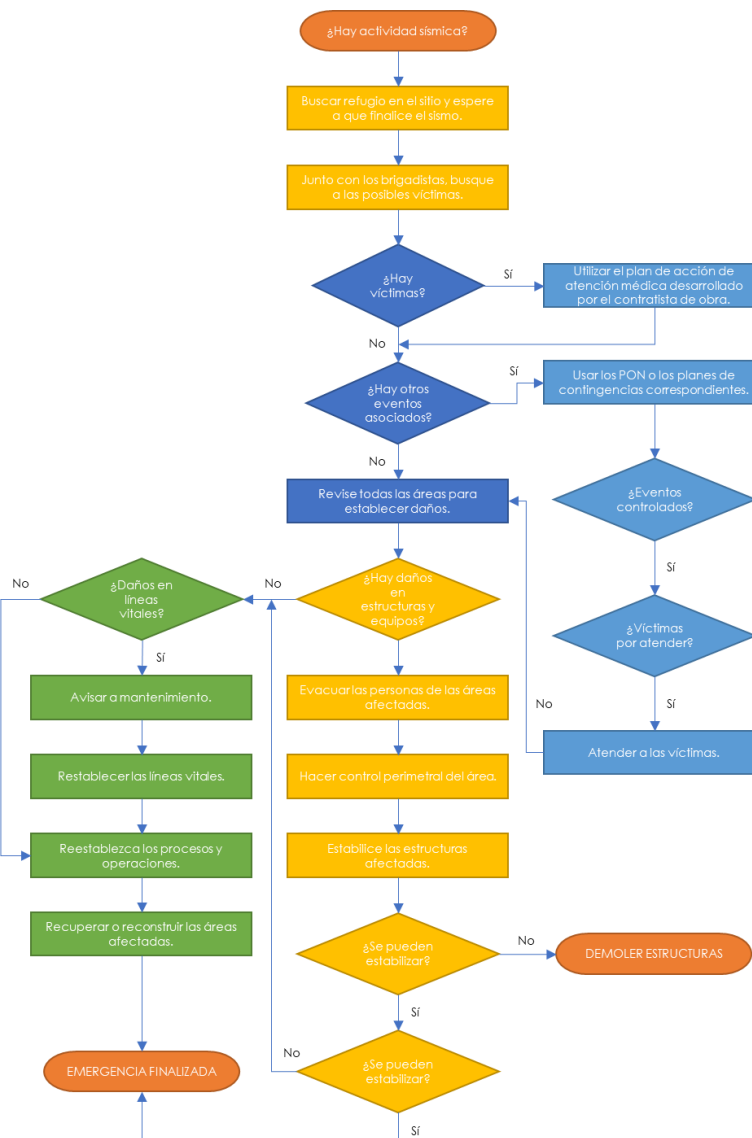 ¿Hay actividad sísmica?
Buscar refugio en el sitio y espere
a que finalice el sismo.
Junto con los brigadistas, busque
a las posibles víctimas.
¿Hay
víctimas?
Sí
Utilizar el plan de acción de
atención médica desarrollado
por el contratista de obra.
No
¿Hay otros
eventos
asociados?
Sí
Usar los PON o los planes de
contingencias correspondientes.
No
Revise todas las áreas para
establecer daños.
¿Eventos
controlados?
Sí
¿Hay daños
en
estructuras y
equipos?
No
¿Daños en
líneas
vitales?
No
Sí
¿Víctimas
por atender?
Sí
No
Atender a las víctimas.
Avisar a mantenimiento.
Restablecer las líneas vitales.
Reestablezca los procesos y
operaciones.
Recuperar o reconstruir las áreas
afectadas.
Evacuar las personas de las áreas
afectadas.
Hacer control perimetral del área.
Estabilice las estructuras
afectadas.
¿Se pueden
estabilizar?
No
DEMOLER ESTRUCTURAS
Sí
¿Se pueden
estabilizar?
No
Sí
EMERGENCIA FINALIZADA